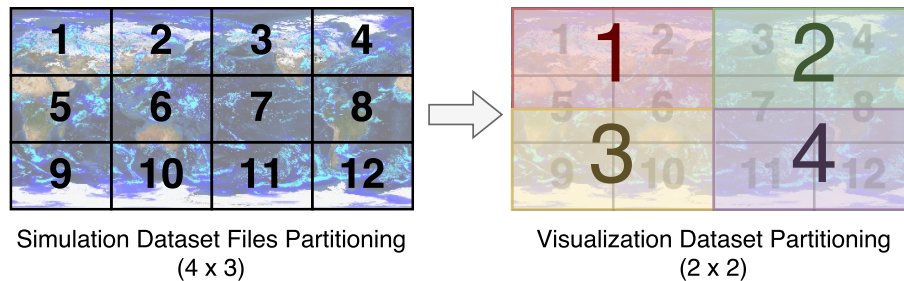 1 2 3 4
5 6 7 8
9 10 11 12
Simulation Dataset Files Partitioning
(4 x 3)
1 2 3 4
5 6 7 8
9 10 11 12
1 2
3 4
Visualization Dataset Partitioning
(2 x 2)